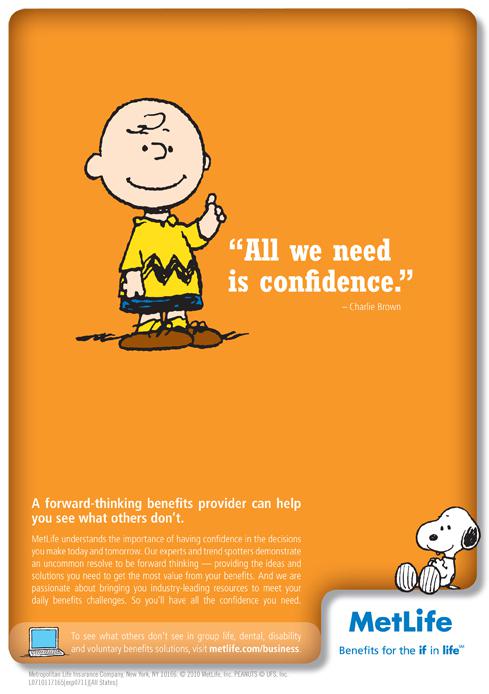 “All we need
is confidence.”
– Charlie Brown
A forward-thinking benefits provider can help
you see what others don't.
MetLife understands the importance of having confidence in the decisions
you make today and tomorrow. Our experts and trend spotters demonstrate
an uncommon resolve to be forward thinking — providing the ideas and
solutions you need to get the most value from your benefits. And we are
passionate about bringing you industry-leading resources to meet your
daily benefits challenges. So you'll have all the confidence you need.
To see what others don't see in group life, dental, disability
and voluntary benefits solutions, visit metlife.com/business.
MetLife
Benefits for the if in life℠
Metropolitan Life Insurance Company, New York, NY 10166. © 2010 MetLife, Inc. PEANUTS © UFS, Inc.
L0710117165[exp0711][All States]